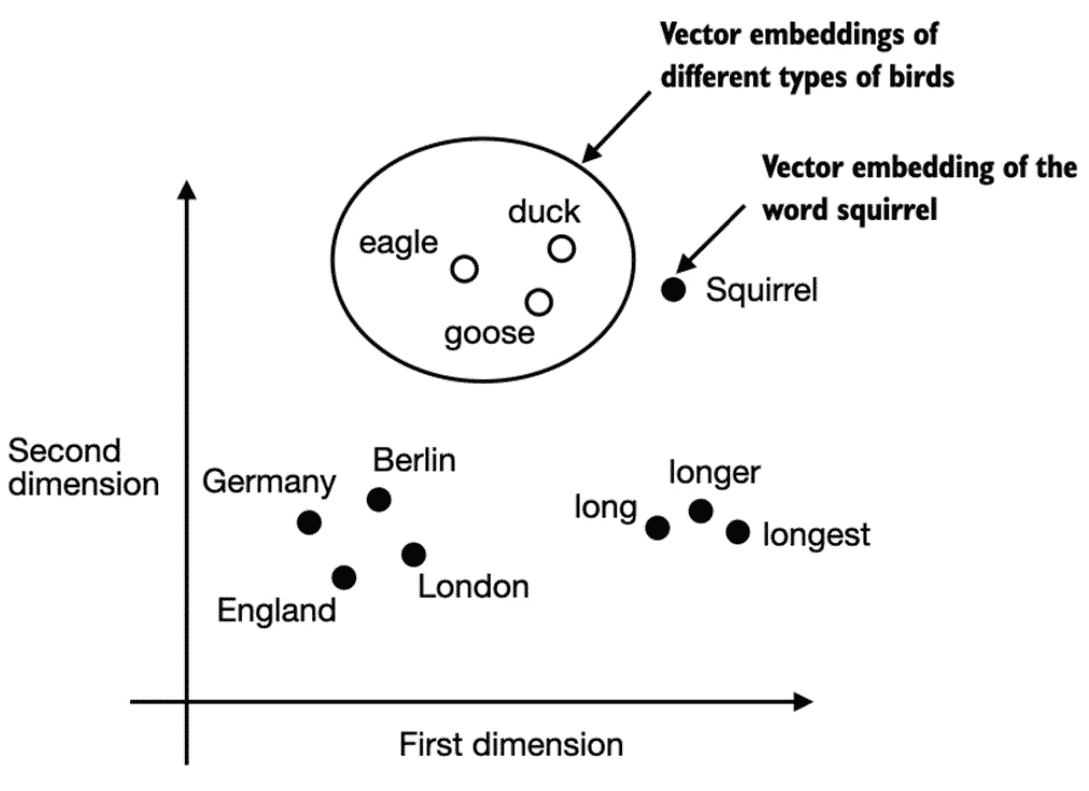 Vector embeddings of
different types of birds
Vector embedding of the
word squirrel
duck
eagle
goose
Squirrel
Second
dimension
Germany
Berlin
England
London
long
longer
longest
First dimension